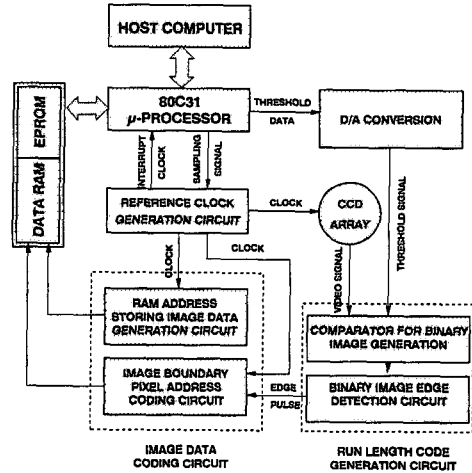 HOST COMPUTER
80C31
μ-PROCESSOR
EPROM
DATA RAM
THRESHOLD
DATA
D/A CONVERSION
INTERRUPT
CLOCK
SAMPLING
SIGNAL
REFERENCE CLOCK
GENERATION CIRCUIT
CLOCK
CCD
ARRAY
THRESHOLD SIGNAL
CLOCK
CLOCK
VIDEO SIGNAL
RAM ADDRESS
STORING IMAGE DATA
GENERATION CIRCUIT
COMPARATOR FOR BINARY
IMAGE GENERATION
IMAGE BOUNDARY
PIXEL ADDRESS
CODING CIRCUIT
EDGE
PULSE
BINARY IMAGE EDGE
DETECTION CIRCUIT
IMAGE DATA
CODING CIRCUIT
RUN LENGTH CODE
GENERATION CIRCUIT